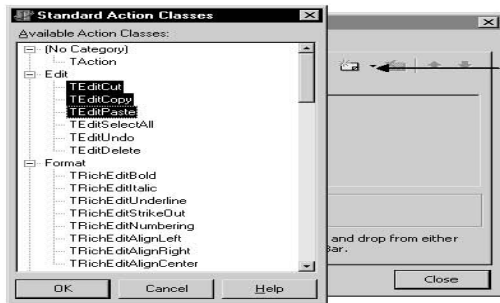 Standard Action Classes
Available Action Classes:
(No Category)
TAction
Edit
TEditCut
TEditCopy
TEditPaste
TEditSelectAll
TEditUndo
TEditDelete
Format
TRichEditBold
TRichEditItalic
TRichEditUnderline
TRichEditStrikeOut
TRichEditNumbering
TRichEditAlignLeft
TRichEditAlignRight
TRichEditAlignCenter
OK Cancel Help
and drop from either
Bar.
Close